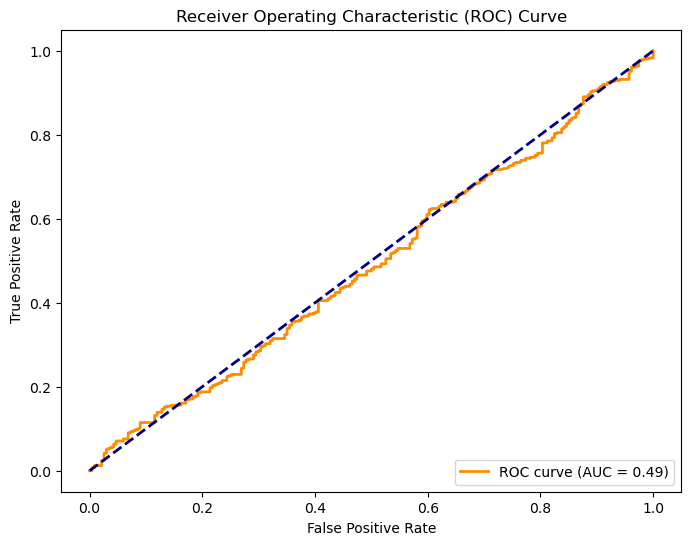 Receiver Operating Characteristic (ROC) Curve
True Positive Rate
1.0
0.8
0.6
0.4
0.2
0.0
ROC curve (AUC = 0.49)
0.0 0.2 0.4 0.6 0.8 1.0
False Positive Rate